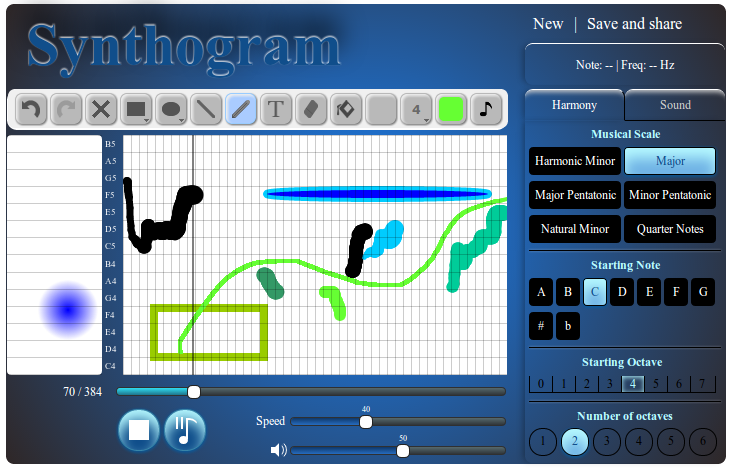 Synthogram
New | Save and share
Note: -- | Freq: -- Hz
T
4
Harmony Sound
Musical Scale
Harmonic Minor Major
Major Pentatonic Minor Pentatonic
Natural Minor Quarter Notes
Starting Note
A B C D E F G
# b
Starting Octave
0 1 2 3 4 5 6 7
Number of octaves
1 2 3 4 5 6
B5
A5
G5
F5
E5
D5
C5
B4
A4
G4
F4
E4
D4
C4
70 / 384
Speed 40
50